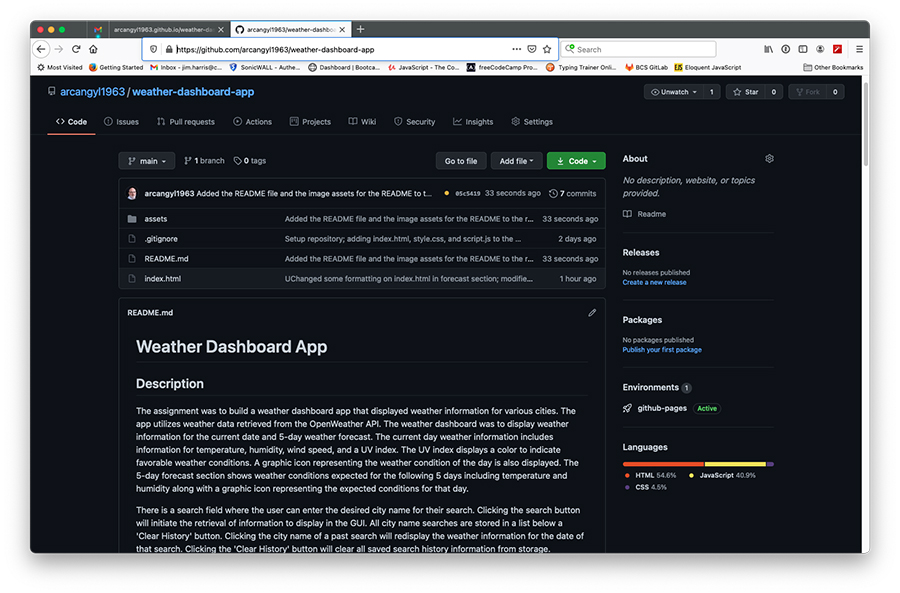 arcangyl1963.github.io/weather-da
arcangyl1963/weather-dashboard-
https://github.com/arcangyl1963/weather-dashboard-app
Search
Most Visited Getting Started Inbox - jim.harris@c... SonicWALL - Authe... Dashboard | Bootca... JavaScript - The Co... freeCodeCamp Pro... Typing Trainer Onli... BCS GitLab Eloquent JavaScript Other Bookmarks
arcangyl1963 / weather-dashboard-app
Unwatch 1 Star 0 Fork 0
Code Issues Pull requests Actions Projects Wiki Security Insights Settings
main 1 branch 0 tags Go to file Add file Code
arcangyl1963 Added the README file and the image assets for the README to t... 05c5419 33 seconds ago 7 commits
assets Added the README file and the image assets for the README to the r... 33 seconds ago
.gitignore Setup repository; adding index.html, style.css, and script.js to the ... 2 days ago
README.md Added the README file and the image assets for the README to the r... 33 seconds ago
index.html UChanged some formatting on index.html in forecast section; modifie... 1 hour ago
README.md
Weather Dashboard App
Description
The assignment was to build a weather dashboard app that displayed weather information for various cities. The
app utilizes weather data retrieved from the OpenWeather API. The weather dashboard was to display weather
information for the current date and 5-day weather forecast. The current day weather information includes
information for temperature, humidity, wind speed, and a UV index. The UV index displays a color to indicate
favorable weather conditions. A graphic icon representing the weather condition of the day is also displayed. The
5-day forecast section shows weather conditions expected for the following 5 days including temperature and
humidity along with a graphic icon representing the expected conditions for that day.
There is a search field where the user can enter the desired city name for their search. Clicking the search button
will initiate the retrieval of information to display in the GUI. All city name searches are stored in a list below a
'Clear History' button. Clicking the city name of a past search will redisplay the weather information for the date of
that search. Clicking the 'Clear History' button will clear all saved search history information from storage.
About
No description, website, or topics
provided.
Readme
Releases
No releases published
Create a new release
Packages
No packages published
Publish your first package
Environments 1
github-pages Active
Languages
HTML 54.6% JavaScript 40.9%
CSS 4.5%